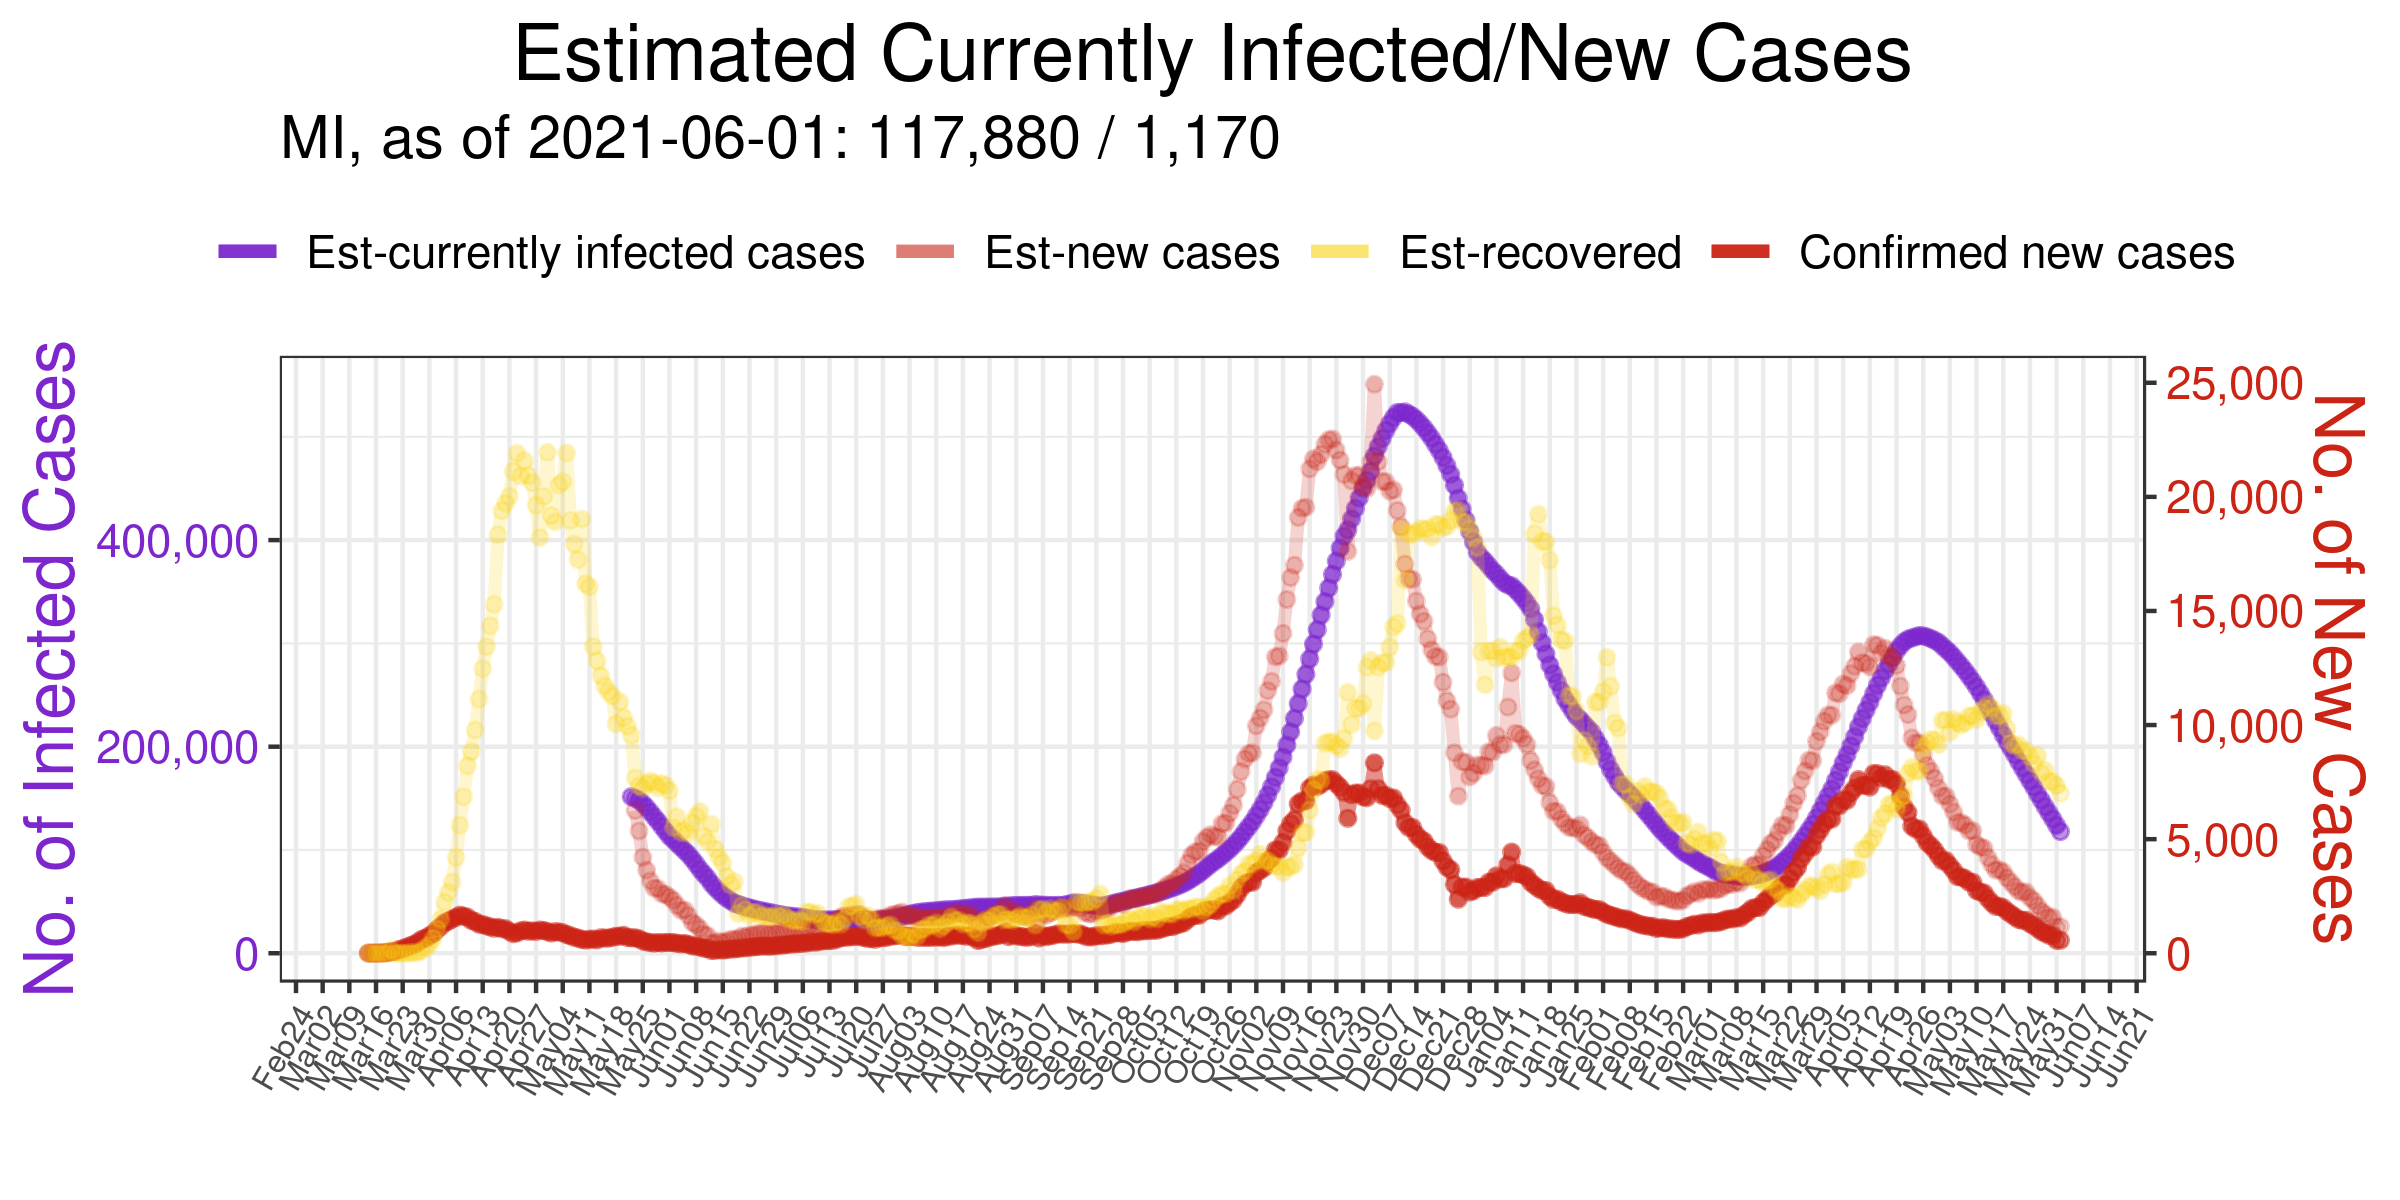 Estimated Currently Infected/New Cases
MI, as of 2021-06-01: 117,880 / 1,170
Est-currently infected cases Est-new cases Est-recovered Confirmed new cases
No. of Infected Cases
400,000
200,000
0
25,000
20,000
15,000
10,000
5,000
0
No. of New Cases
Feb24
Mar02
Mar09
Mar16
Mar23
Mar30
Apr06
Apr13
Apr20
Apr27
May04
May11
May18
May25
Jun01
Jun08
Jun15
Jun22
Jun29
Jul06
Jul13
Jul20
Jul27
Aug03
Aug10
Aug17
Aug24
Aug31
Sep07
Sep14
Sep21
Sep28
Oct05
Oct12
Oct19
Oct26
Nov02
Nov09
Nov16
Nov23
Nov30
Dec07
Dec14
Dec21
Dec28
Jan04
Jan11
Jan18
Jan25
Feb01
Feb08
Feb15
Feb22
Mar01
Mar08
Mar15
Mar22
Mar29
Apr05
Apr12
Apr19
Apr26
May03
May10
May17
May24
May31
Jun07
Jun14
Jun21